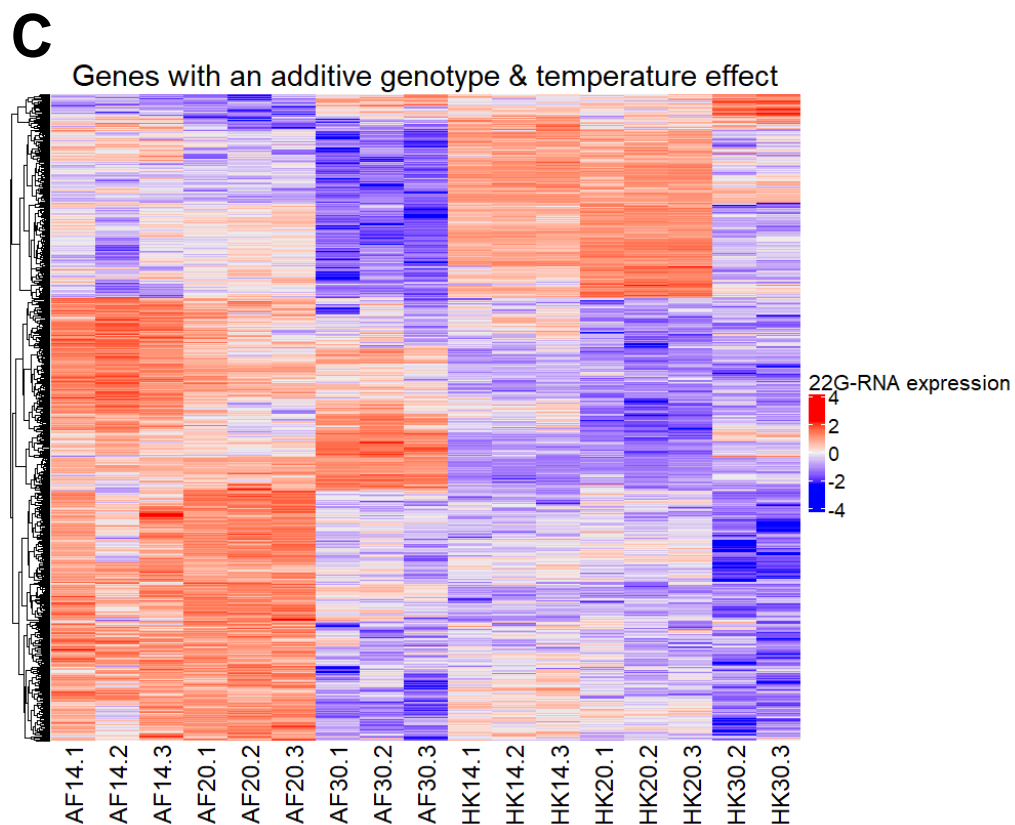 C
Genes with an additive genotype & temperature effect
22G-RNA expression
4
2
0
-2
-4
AF14.1
AF14.2
AF14.3
AF20.1
AF20.2
AF20.3
AF30.1
AF30.2
AF30.3
HK14.1
HK14.2
HK14.3
HK20.1
HK20.2
HK20.3
HK30.2
HK30.3